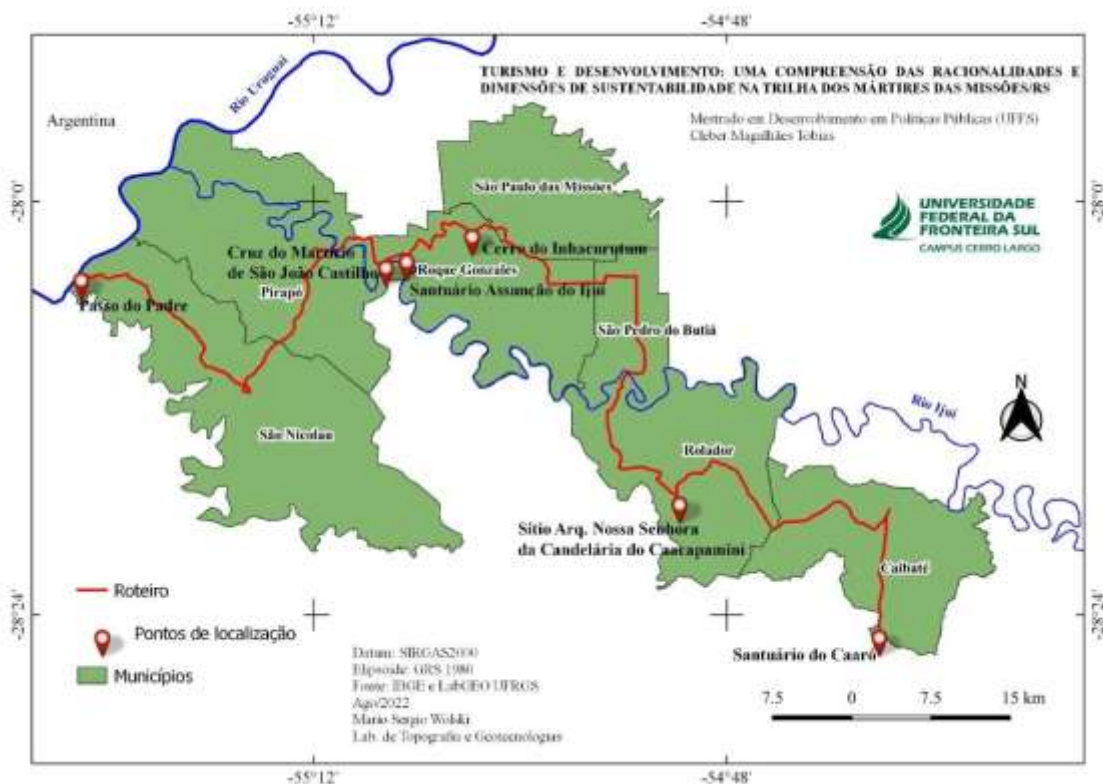 -55°12'
-54°48'
TURISMO E DESENVOLVIMENTO: UMA COMPREENSÃO DAS RACIONALIDADES E
DIMENSÕES DE SUSTENTABILIDADE NA TRILHA DOS MÁRTIRES DAS MISSÕES/RS
Mestrado em Desenvolvimento em Políticas Públicas (UFFS)
Cleber Magalhães Tobias
Rio Uruguai
Argentina
-28°0'
-28°0'
São Paulo das Missões
UNIVERSIDADE
FEDERAL DA
FRONTEIRA SUL
CAMPUS CERRO LARGO
Cruz do Martírio
de São João Castilho
Cerro do Inhacurutum
Roque Gonzales
Santuário Assunção do Ijuí
Pirapó
Passo do Padre
São Pedro do Butiá
N
Rio Ijuí
São Nicolau
Rolador
Sítio Arq. Nossa Senhora
da Candelária do Caacapamini
Caibaté
Roteiro
Pontos de localização
Municípios
-28°24'
-28°24'
Santuário do Caaró
Datum: SIRGAS2000
Elipsoide: GRS 1980
Fonte: IBGE e LabGEO UFRGS
Ago/2022
Mario Sergio Wolski
Lab. de Topografia e Geotecnologias
7.5 0 7.5 15 km
-55°12'
-54°48'